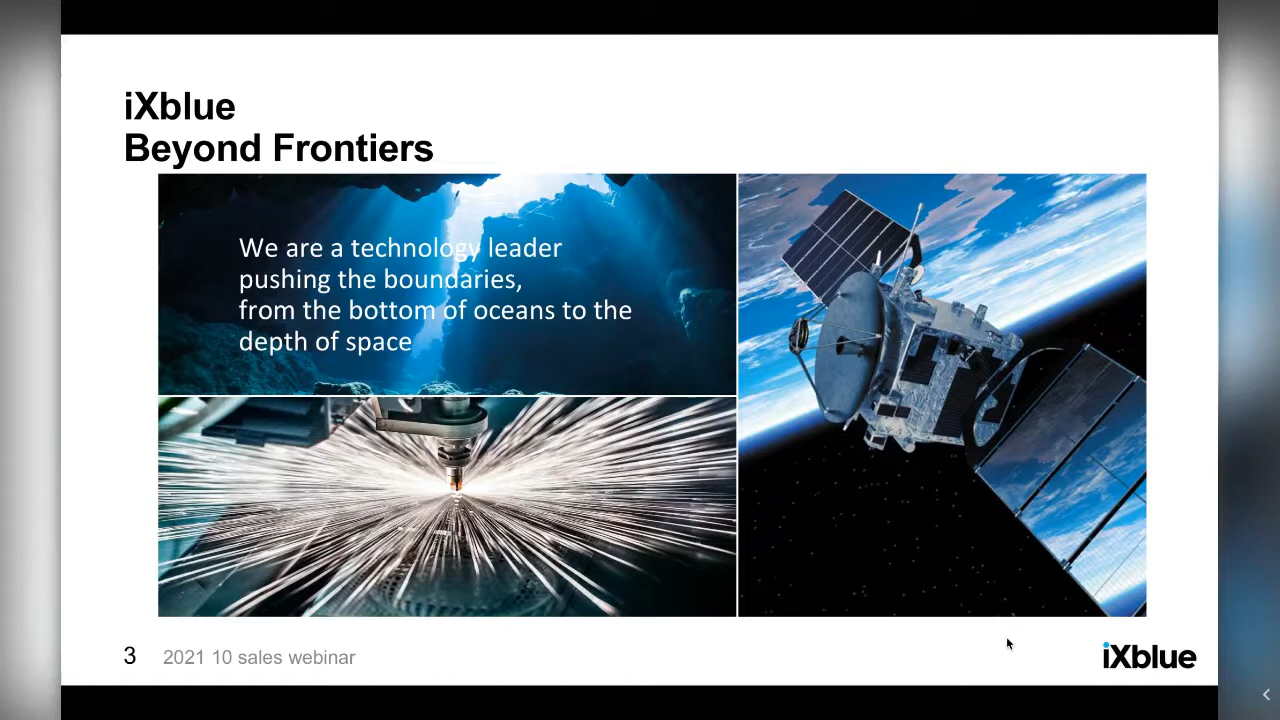 iXblue
Beyond Frontiers
We are a technology leader
pushing the boundaries,
from the bottom of oceans to the
depth of space
3 2021 10 sales webinar
iXblue